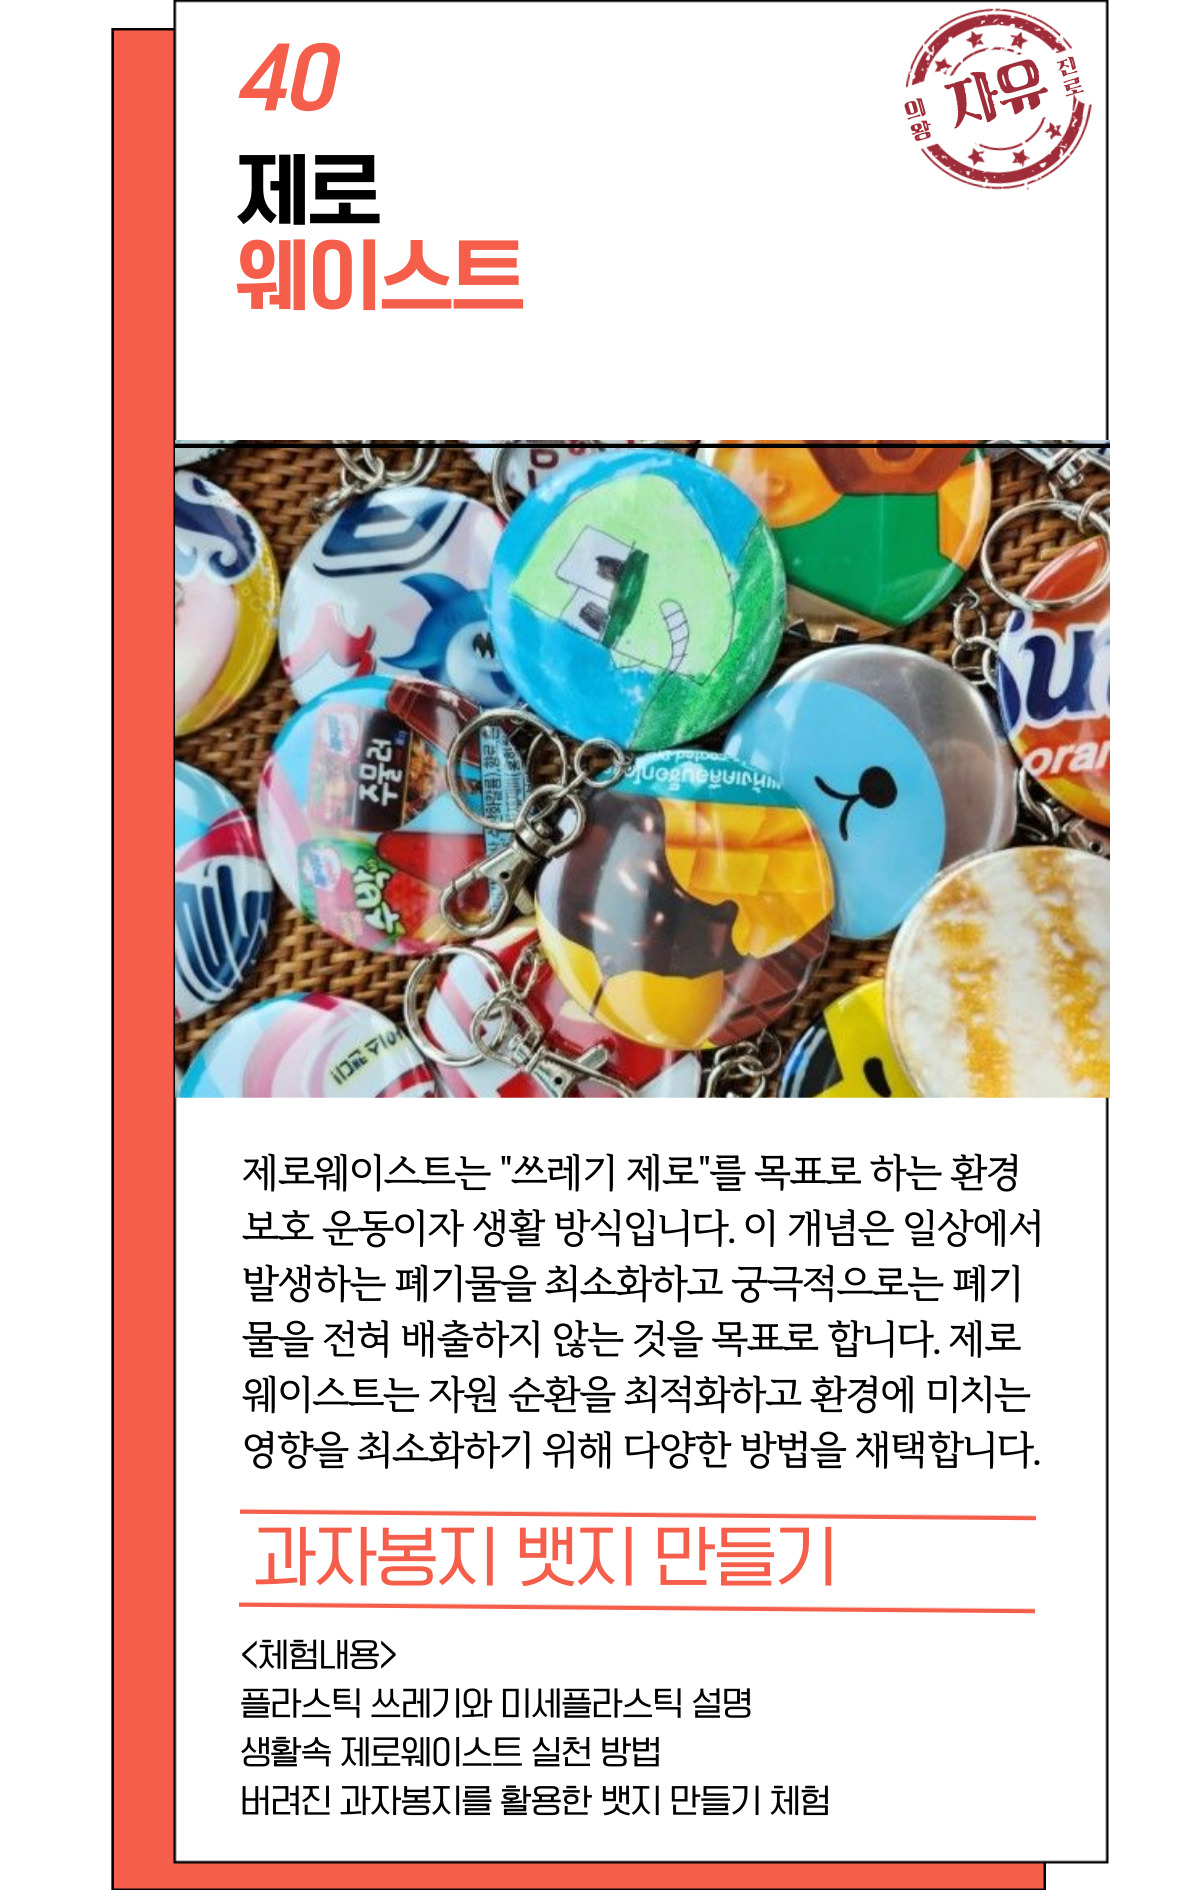 40
의왕
자유
진로
제로
웨이스트
주물러
수박
oran
제로웨이스트는 "쓰레기 제로"를 목표로 하는 환경
보호 운동이자 생활 방식입니다. 이 개념은 일상에서
발생하는 폐기물을 최소화하고 궁극적으로는 폐기
물을 전혀 배출하지 않는 것을 목표로 합니다. 제로
웨이스트는 자원 순환을 최적화하고 환경에 미치는
영향을 최소화하기 위해 다양한 방법을 채택합니다.
과자봉지 뱃지 만들기
<체험내용>
플라스틱 쓰레기와 미세플라스틱 설명
생활속 제로웨이스트 실천 방법
버려진 과자봉지를 활용한 뱃지 만들기 체험